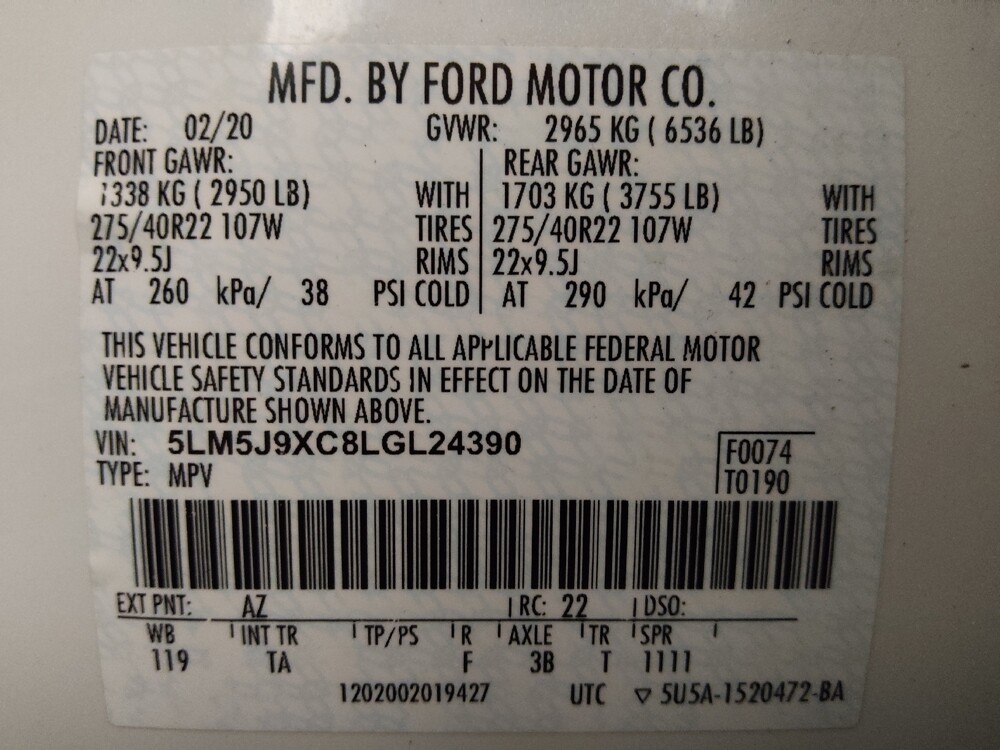 MFD. BY FORD MOTOR CO.
DATE: 02/20 GVWR: 2965 KG ( 6536 LB)
FRONT GAWR: REAR GAWR:
1338 KG ( 2950 LB) WITH 1703 KG ( 3755 LB) WITH
275/40R22 107W TIRES 275/40R22 107W TIRES
22x9.5J RIMS 22x9.5J RIMS
AT 260 kPa/ 38 PSI COLD AT 290 kPa/ 42 PSI COLD
THIS VEHICLE CONFORMS TO ALL APPLICABLE FEDERAL MOTOR
VEHICLE SAFETY STANDARDS IN EFFECT ON THE DATE OF
MANUFACTURE SHOWN ABOVE.
VIN: 5LM5J9XC8LGL24390 F0074
TYPE: MPV T0190
EXT PNT: AZ RC: 22 DSO:
WB INT TR TP/PS R AXLE TR SPR
119 TA F 3B T 1111
1202002019427 UTC ▽ 5U5A-1520472-BA